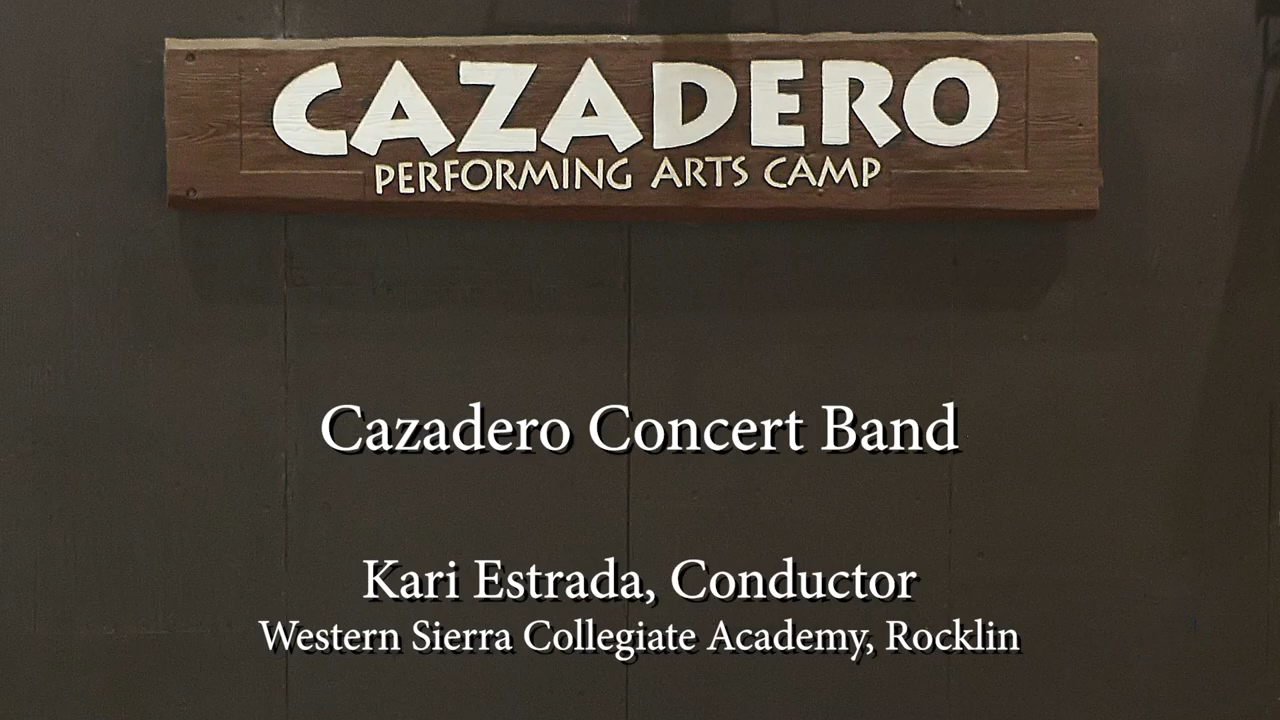 CAZADERO
PERFORMING ARTS CAMP
Cazadero Concert Band
Kari Estrada, Conductor
Western Sierra Collegiate Academy, Rocklin